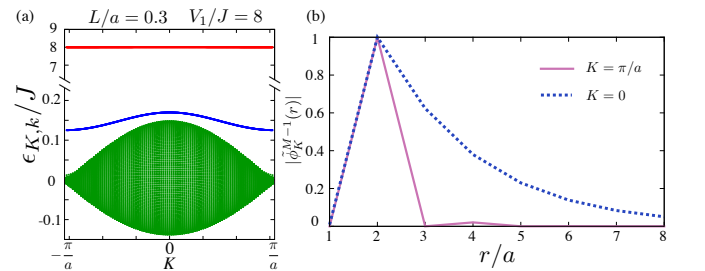 (a) L/a = 0.3 V₁/J = 8
9
8
7
0.2
0.1
0
-0.1
ϵ_{K,k}/J
−π/a 0 π/a
K
(b)
1
0.8
0.6
0.4
0.2
0
|ϕ̃_K^{M−1}(r)|
K = π/a
K = 0
1 2 3 4 5 6 7 8
r/a